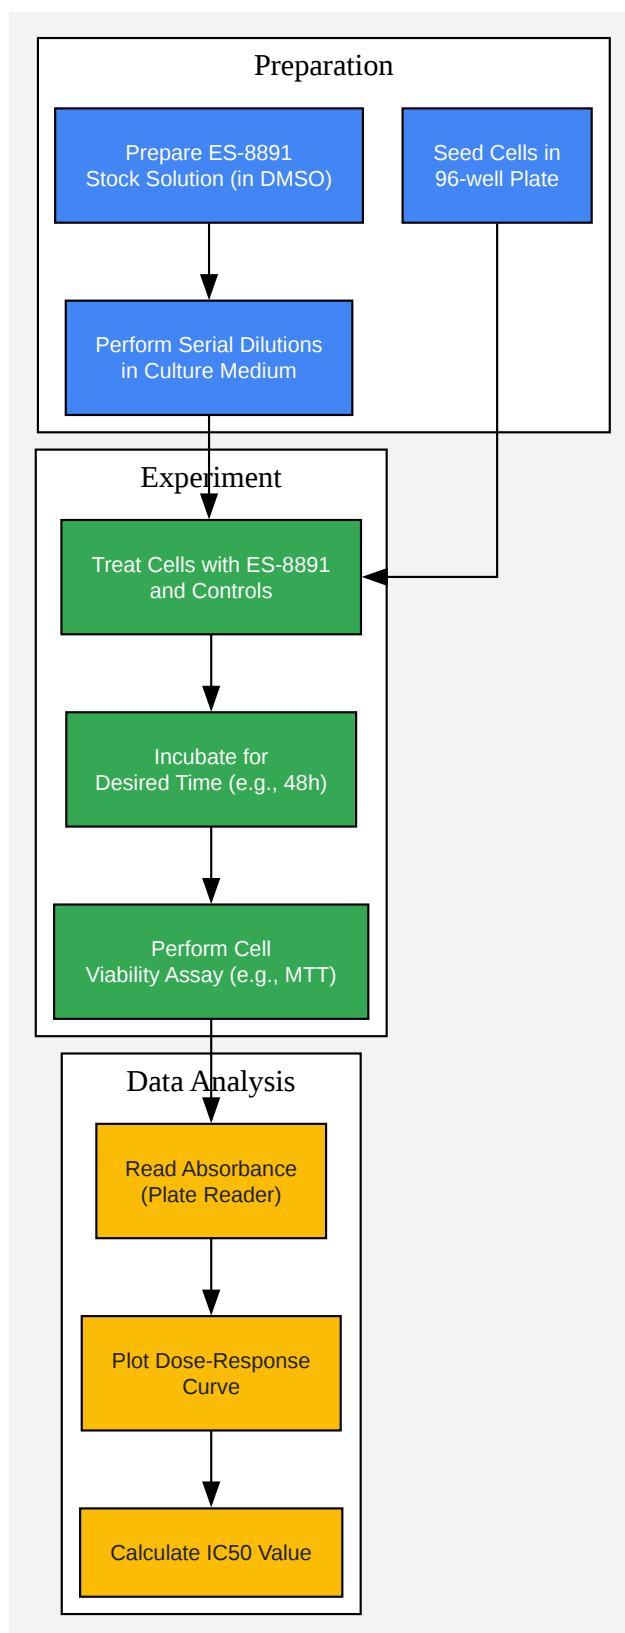 Preparation
Prepare ES-8891
Stock Solution (in DMSO)
Seed Cells in
96-well Plate
Perform Serial Dilutions
in Culture Medium
Experiment
Treat Cells with ES-8891
and Controls
Incubate for
Desired Time (e.g., 48h)
Perform Cell
Viability Assay (e.g., MTT)
Data Analysis
Read Absorbance
(Plate Reader)
Plot Dose-Response
Curve
Calculate IC50 Value